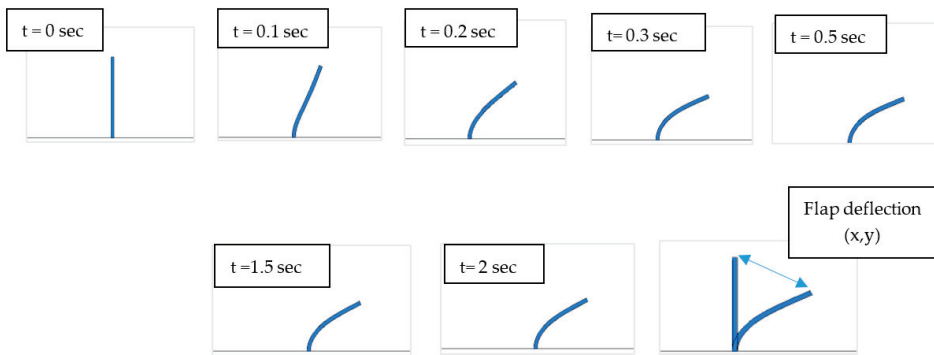 t = 0 sec
t = 0.1 sec
t = 0.2 sec
t= 0.3 sec
t = 0.5 sec
t =1.5 sec
t= 2 sec
Flap deflection
(x,y)